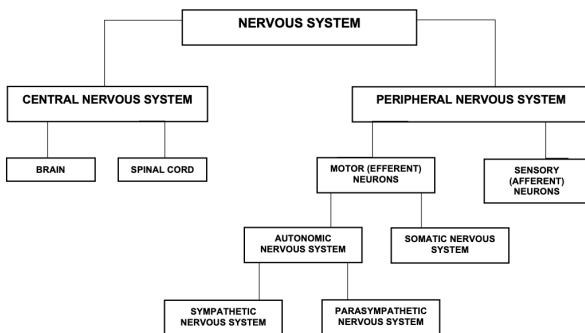 NERVOUS SYSTEM
CENTRAL NERVOUS SYSTEM
PERIPHERAL NERVOUS SYSTEM
BRAIN
SPINAL CORD
MOTOR (EFFERENT)
NEURONS
SENSORY
(AFFERENT)
NEURONS
AUTONOMIC
NERVOUS SYSTEM
SOMATIC NERVOUS
SYSTEM
SYMPATHETIC
NERVOUS SYSTEM
PARASYMPATHETIC
NERVOUS SYSTEM